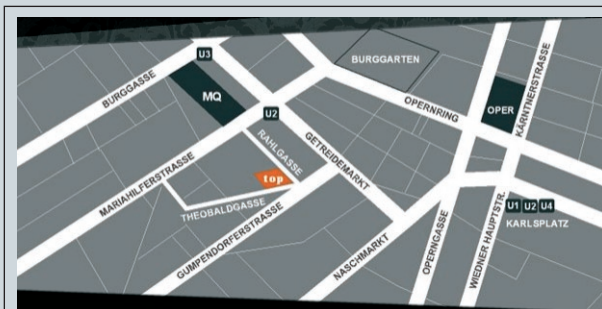 U3
BURGGARTEN
BURGGASSE
MQ
OPER
KÄRNTNERSTRASSE
U2
OPERNRING
RAHLGASSE
GETREIDEMARKT
MARIAHILFERSTRASSE
top
THEOBALDGASSE
GUMPENDORFERSTRASSE
NASCHMARKT
OPERNGASSE
WIEDNER HAUPTSTR.
U1 U2 U4
KARLSPLATZ